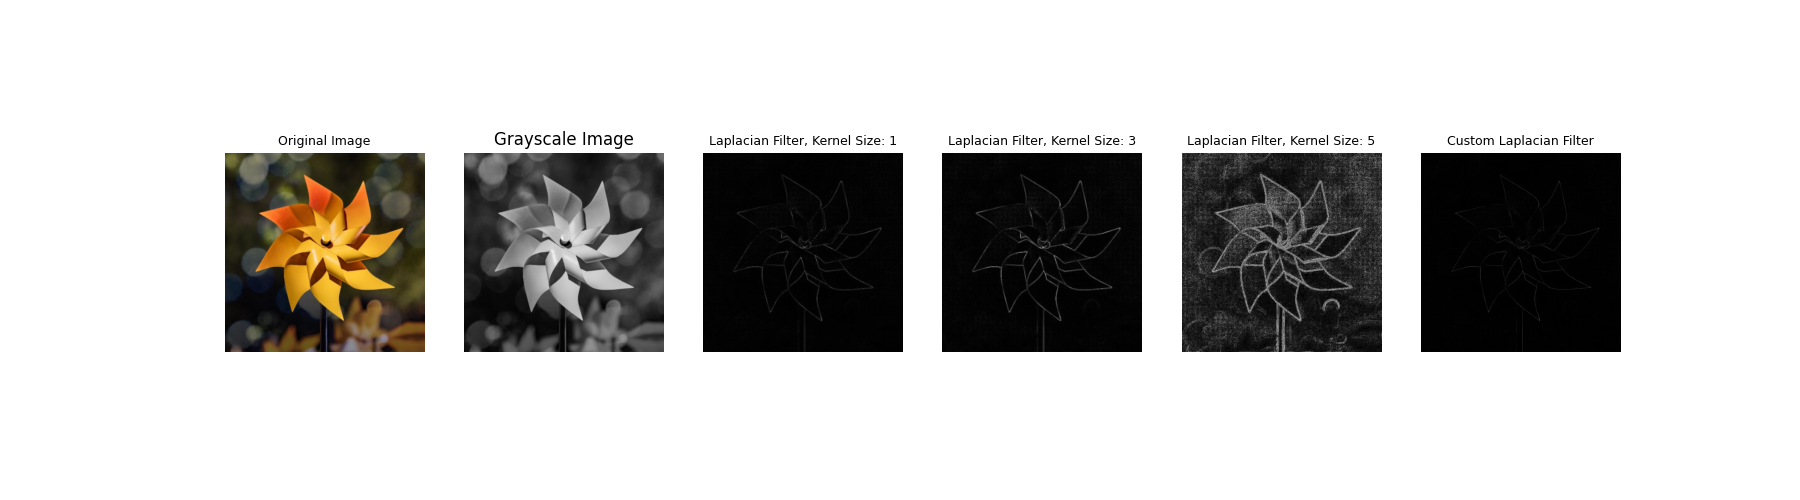 Original Image
Grayscale Image
Laplacian Filter, Kernel Size: 1
Laplacian Filter, Kernel Size: 3
Laplacian Filter, Kernel Size: 5
Custom Laplacian Filter